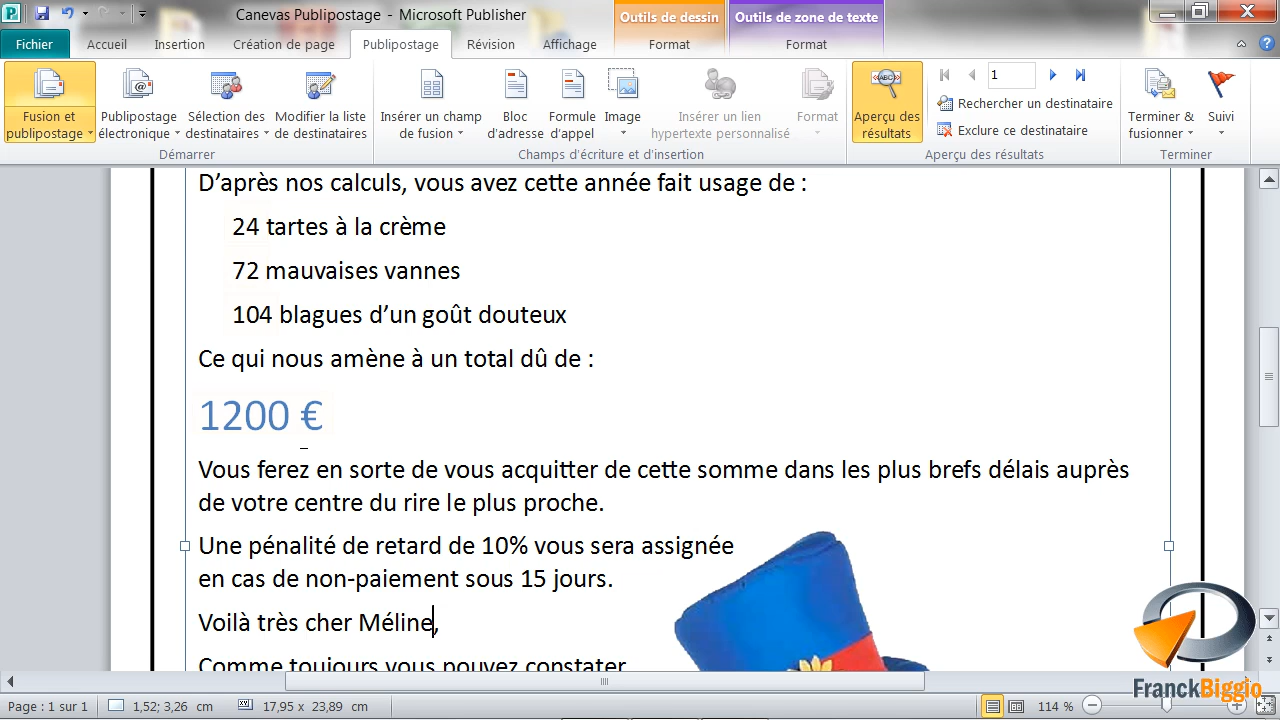 Canevas Publipostage - Microsoft Publisher
Outils de dessin
Outils de zone de texte
Fichier
Accueil
Insertion
Création de page
Publipostage
Révision
Affichage
Format
Format
Fusion et publipostage
Publipostage électronique
Sélection des destinataires
Modifier la liste de destinataires
Insérer un champ de fusion
Bloc d'adresse
Formule d'appel
Image
Insérer un lien hypertexte personnalisé
Format
Aperçu des résultats
1
Rechercher un destinataire
Exclure ce destinataire
Terminer & fusionner
Suivi
Démarrer
Champs d'écriture et d'insertion
Aperçu des résultats
Terminer
D’après nos calculs, vous avez cette année fait usage de :
24 tartes à la crème
72 mauvaises vannes
104 blagues d’un goût douteux
Ce qui nous amène à un total dû de :
1200 €
Vous ferez en sorte de vous acquitter de cette somme dans les plus brefs délais auprès
de votre centre du rire le plus proche.
Une pénalité de retard de 10% vous sera assignée
en cas de non-paiement sous 15 jours.
Voilà très cher Méline,
Comme toujours vous pouvez constater
FranckBiggio
Page : 1 sur 1
1,52; 3,26 cm
23,89 cm
114 %